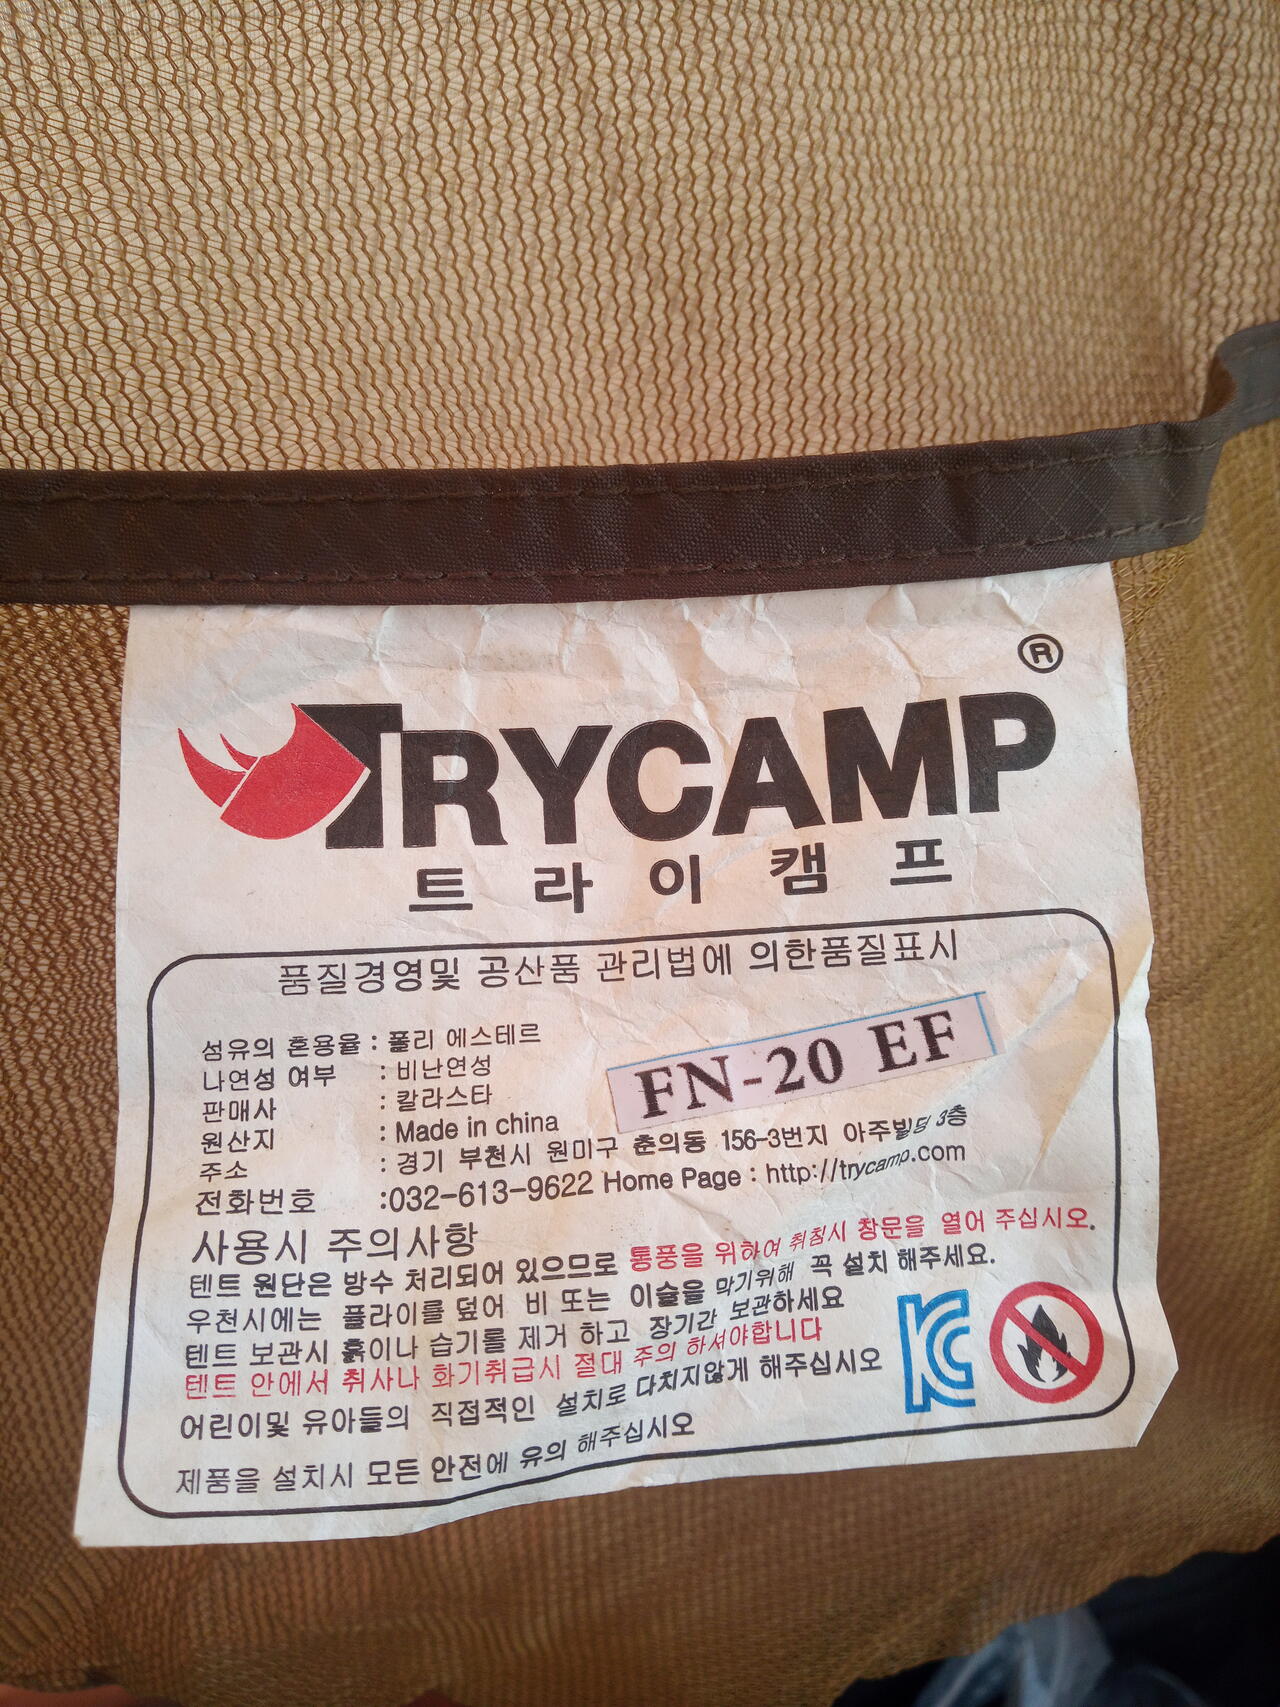 ®
TRYCAMP
트라이캠프
품질경영및 공산품 관리법에 의한품질표시
섬유의 혼용율 : 폴리 에스테르
나연성 여부 : 비난연성
판매사 : 칼라스타
원산지 : Made in china
주소 : 경기 부천시 원미구 춘의동 156-3번지 아주빌딩 3층
전화번호 :032-613-9622 Home Page : http://trycamp.com
FN-20 EF
사용시 주의사항
텐트 원단은 방수 처리되어 있으므로 통풍을 위하여 취침시 창문을 열어 주십시오.
우천시에는 플라이를 덮어 비 또는 이슬을 막기위해 꼭 설치 해주세요.
텐트 보관시 흙이나 습기를 제거 하고 장기간 보관하세요
텐트 안에서 취사나 화기취급시 절대 주의 하셔야합니다
어린이및 유아들의 직접적인 설치로 다치지않게 해주십시오
제품을 설치시 모든 안전에 유의 해주십시오
KC